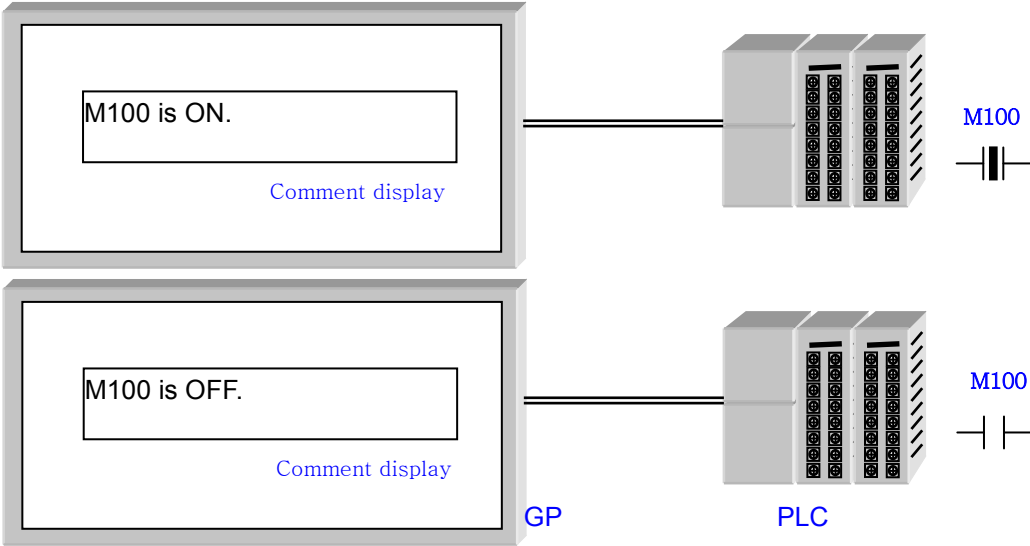 M100 is ON.
M100
Comment display
M100 is OFF.
M100
Comment display
GP
PLC